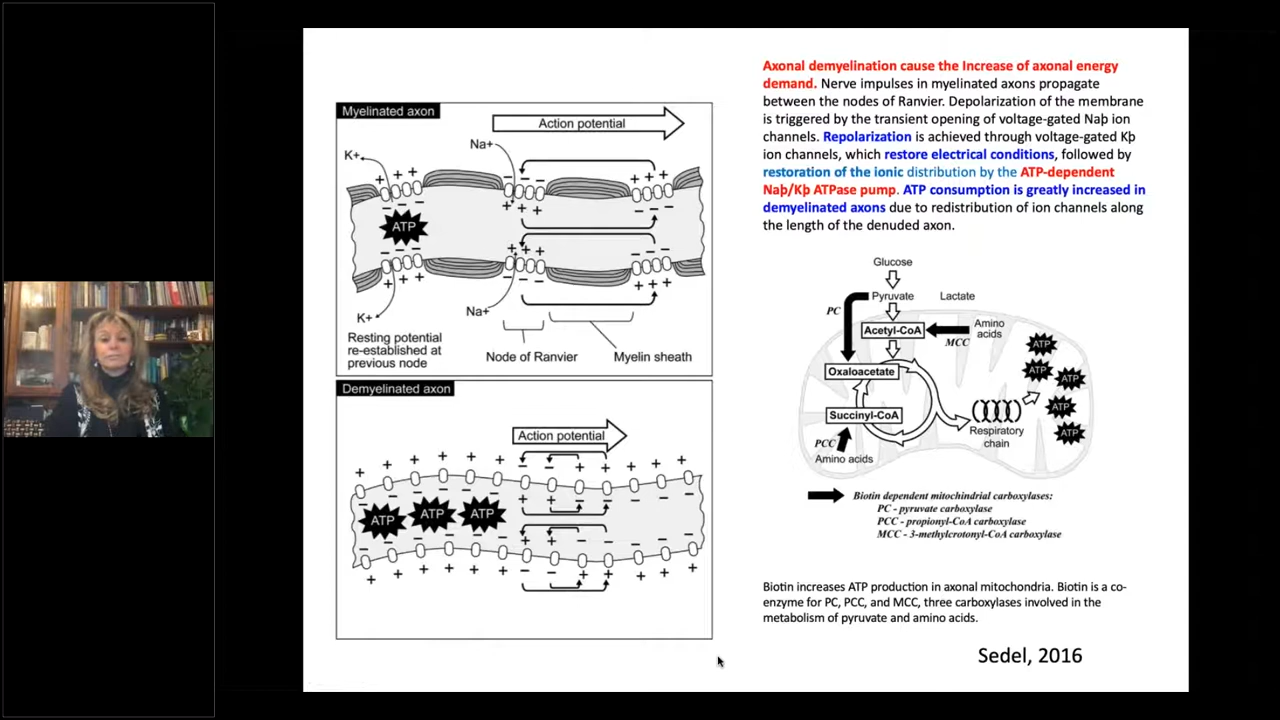 Myelinated axon
Action potential
K+
Na+
ATP
K+
Na+
Resting potential
re-established at
previous node
Node of Ranvier
Myelin sheath
Demyelinated axon
Action potential
ATP
ATP
ATP
Axonal demyelination cause the Increase of axonal energy
demand. Nerve impulses in myelinated axons propagate
between the nodes of Ranvier. Depolarization of the membrane
is triggered by the transient opening of voltage-gated Naþ ion
channels. Repolarization is achieved through voltage-gated Kþ
ion channels, which restore electrical conditions, followed by
restoration of the ionic distribution by the ATP-dependent
Naþ/Kþ ATPase pump. ATP consumption is greatly increased in
demyelinated axons due to redistribution of ion channels along
the length of the denuded axon.
Glucose
Pyruvate
Lactate
PC
Acetyl-CoA
Amino
acids
MCC
Oxaloacetate
Succinyl-CoA
PCC
Amino acids
Respiratory
chain
ATP
ATP
ATP
ATP
ATP
Biotin dependent mitochindrial carboxylases:
PC - pyruvate carboxylase
PCC - propionyl-CoA carboxylase
MCC - 3-methylcrotonyl-CoA carboxylase
Biotin increases ATP production in axonal mitochondria. Biotin is a co-
enzyme for PC, PCC, and MCC, three carboxylases involved in the
metabolism of pyruvate and amino acids.
Sedel, 2016